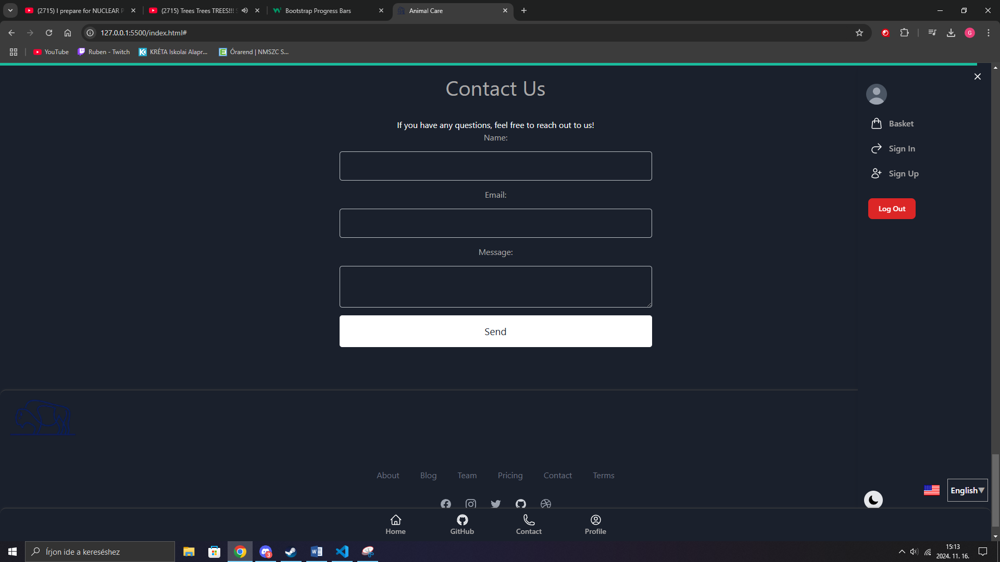 (2715) I prepare for NUCLEAR P
(2715) Trees Trees TREES!!! S
Bootstrap Progress Bars
Animal Care
127.0.0.1:5500/index.html#
G
YouTube
Ruben - Twitch
KRÉTA Iskolai Alapr...
Órarend | NMSZC S...
Contact Us
If you have any questions, feel free to reach out to us!
Name:
Email:
Message:
Send
Basket
Sign In
Sign Up
Log Out
About
Blog
Team
Pricing
Contact
Terms
English▼
Home
GitHub
Contact
Profile
Írjon ide a kereséshez
3
15:13
2024. 11. 16.